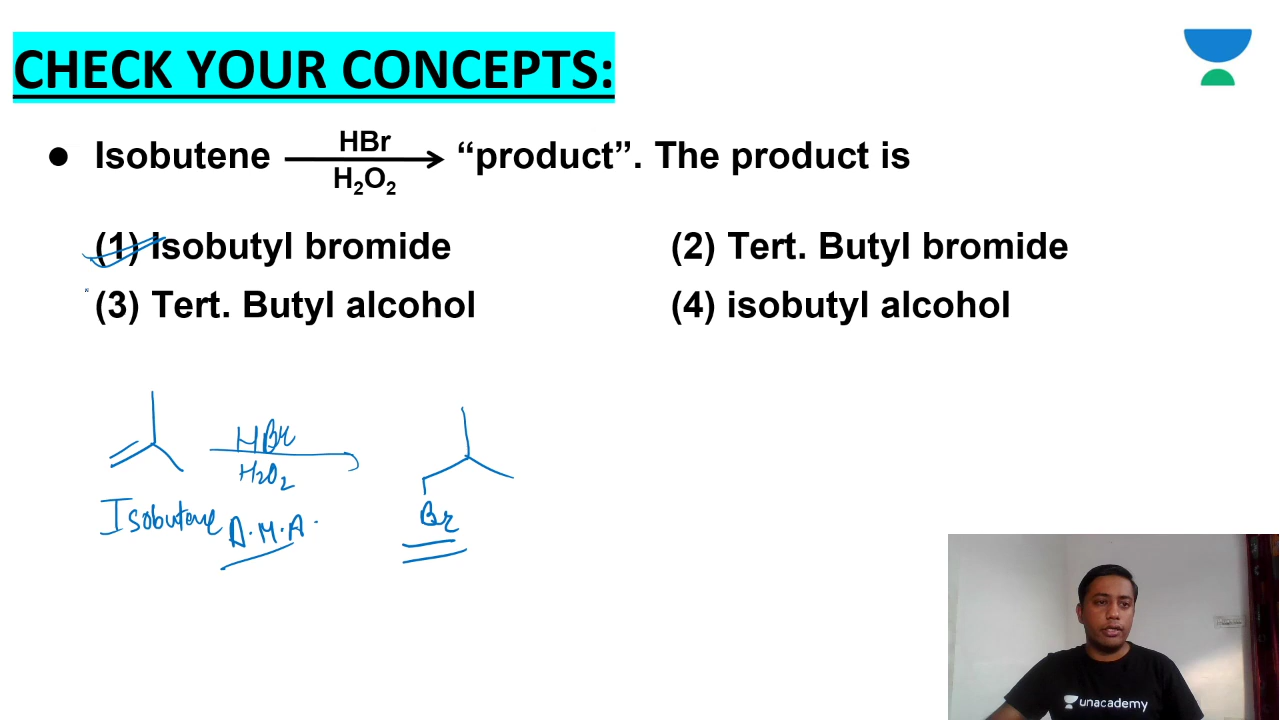 CHECK YOUR CONCEPTS:
HBr
● Isobutene ⟶ “product”. The product is
H₂O₂
(1) Isobutyl bromide (2) Tert. Butyl bromide
(3) Tert. Butyl alcohol (4) isobutyl alcohol
HBr
H₂O₂
Isobutene
A.M.A.
Br
unacademy